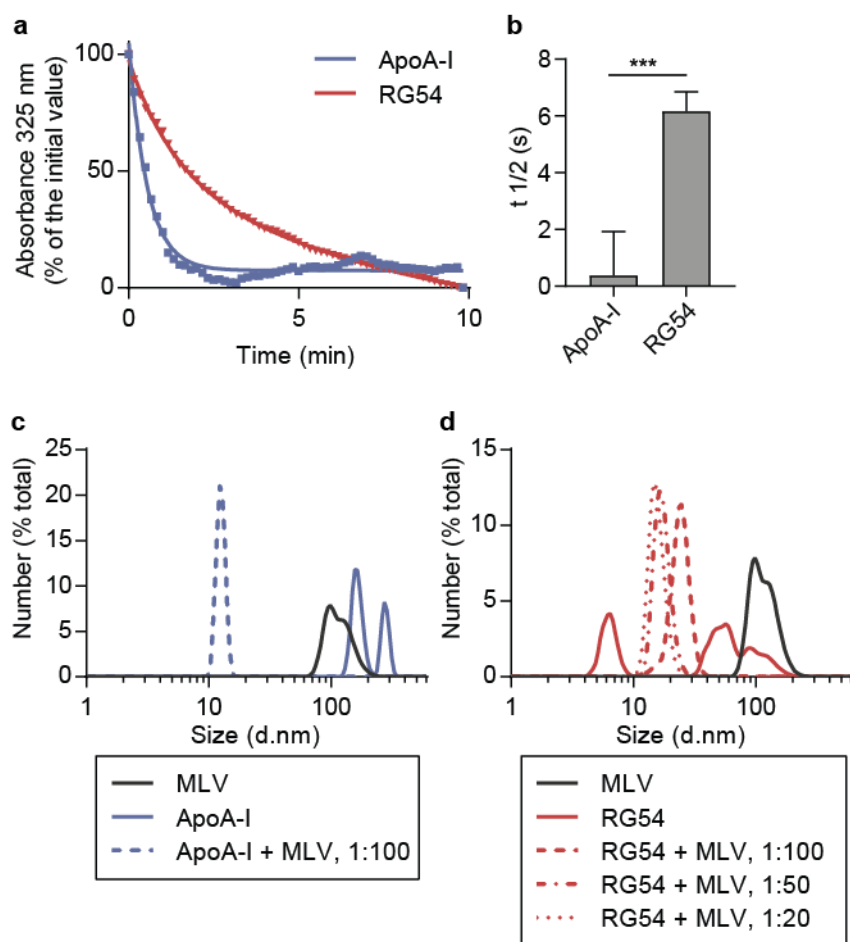 a
b
100
50
0
Absorbance 325 nm
(% of the initial value)
0
5
10
Time (min)
ApoA-I
RG54
8
6
4
2
0
t 1/2 (s)
***
ApoA-I
RG54
c
d
25
20
15
10
5
0
Number (% total)
1
10
100
Size (d.nm)
MLV
ApoA-I
ApoA-I + MLV, 1:100
15
10
5
0
Number (% total)
1
10
100
Size (d.nm)
MLV
RG54
RG54 + MLV, 1:100
RG54 + MLV, 1:50
RG54 + MLV, 1:20